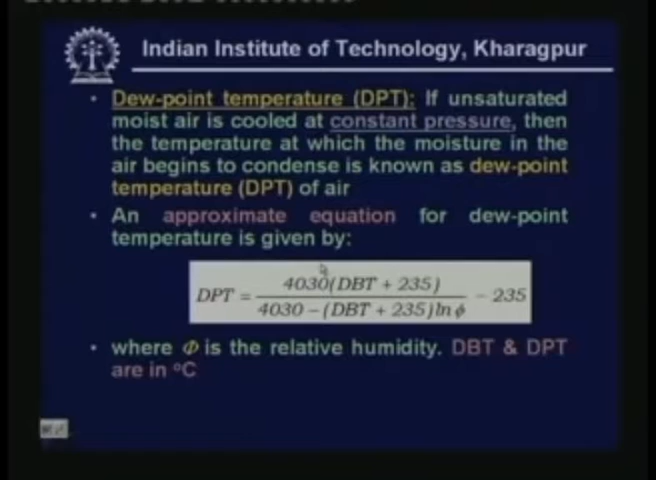 Indian Institute of Technology, Kharagpur
• Dew-point temperature (DPT): If unsaturated
moist air is cooled at constant pressure, then
the temperature at which the moisture in the
air begins to condense is known as dew-point
temperature (DPT) of air
• An approximate equation for dew-point
temperature is given by:
DPT = 4030(DBT + 235) / 4030 – (DBT + 235) ln ϕ – 235
• where Φ is the relative humidity. DBT & DPT
are in ºC